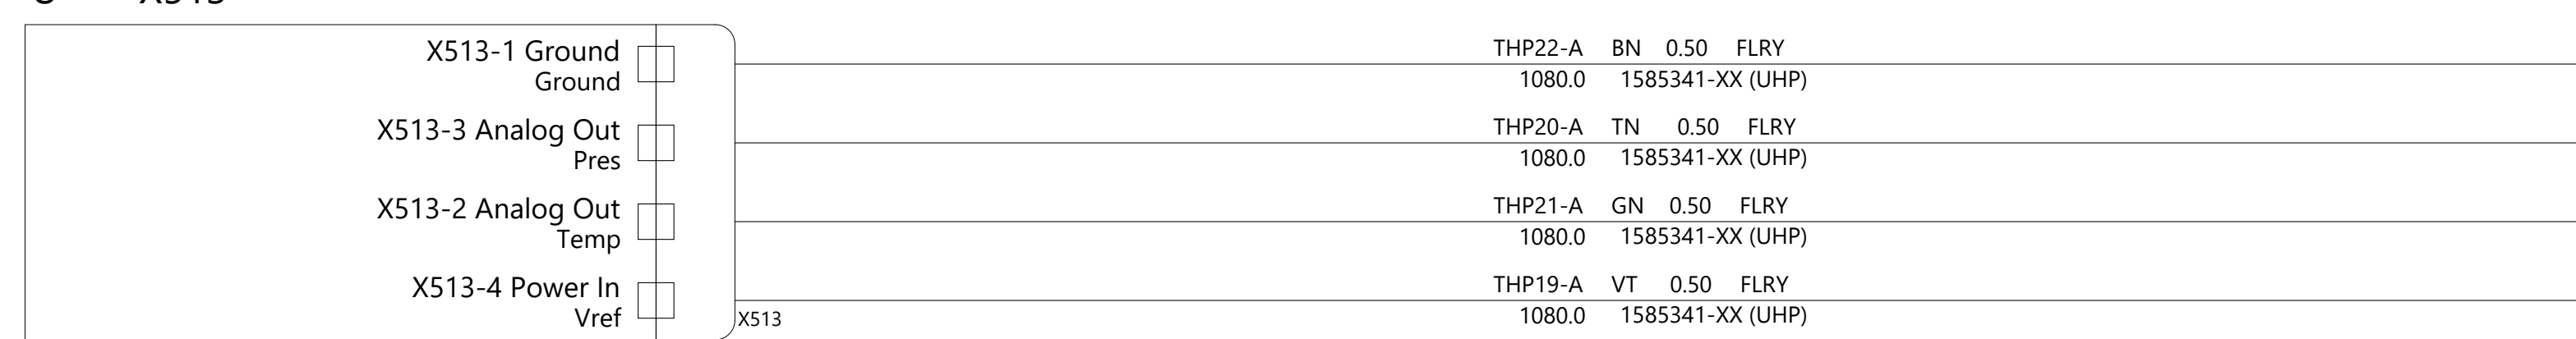 X513-1 Ground
Ground
THP22-A BN 0.50 FLRY
1080.0 1585341-XX (UHP)
X513-3 Analog Out
Pres
THP20-A TN 0.50 FLRY
1080.0 1585341-XX (UHP)
X513-2 Analog Out
Temp
THP21-A GN 0.50 FLRY
1080.0 1585341-XX (UHP)
X513-4 Power In
Vref
X513
THP19-A VT 0.50 FLRY
1080.0 1585341-XX (UHP)